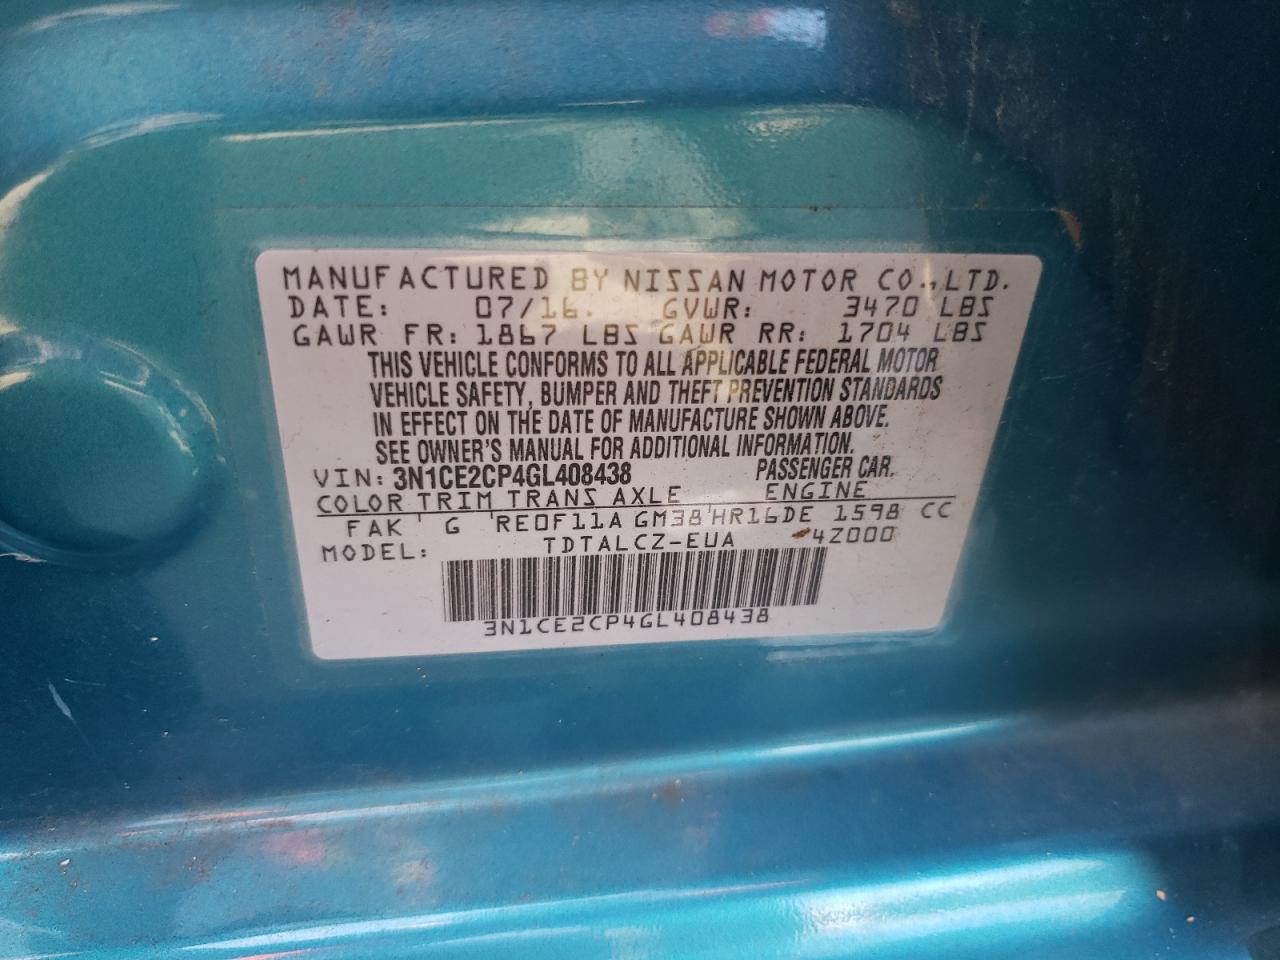 MANUFACTURED BY NISSAN MOTOR CO., LTD.
DATE: 07/16. GVWR: 3470 LBS
GAWR FR: 1867 LBS GAWR RR: 1704 LBS
THIS VEHICLE CONFORMS TO ALL APPLICABLE FEDERAL MOTOR
VEHICLE SAFETY, BUMPER AND THEFT PREVENTION STANDARDS
IN EFFECT ON THE DATE OF MANUFACTURE SHOWN ABOVE.
SEE OWNER'S MANUAL FOR ADDITIONAL INFORMATION.
VIN: 3N1CE2CP4GL408438 PASSENGER CAR.
COLOR TRIM TRANS AXLE ENGINE
FAK ' G ' RE0F11A GM38 ' HR16DE 1598 CC
MODEL: TDTALCZ-EUA 4Z000
3N1CE2CP4GL408438